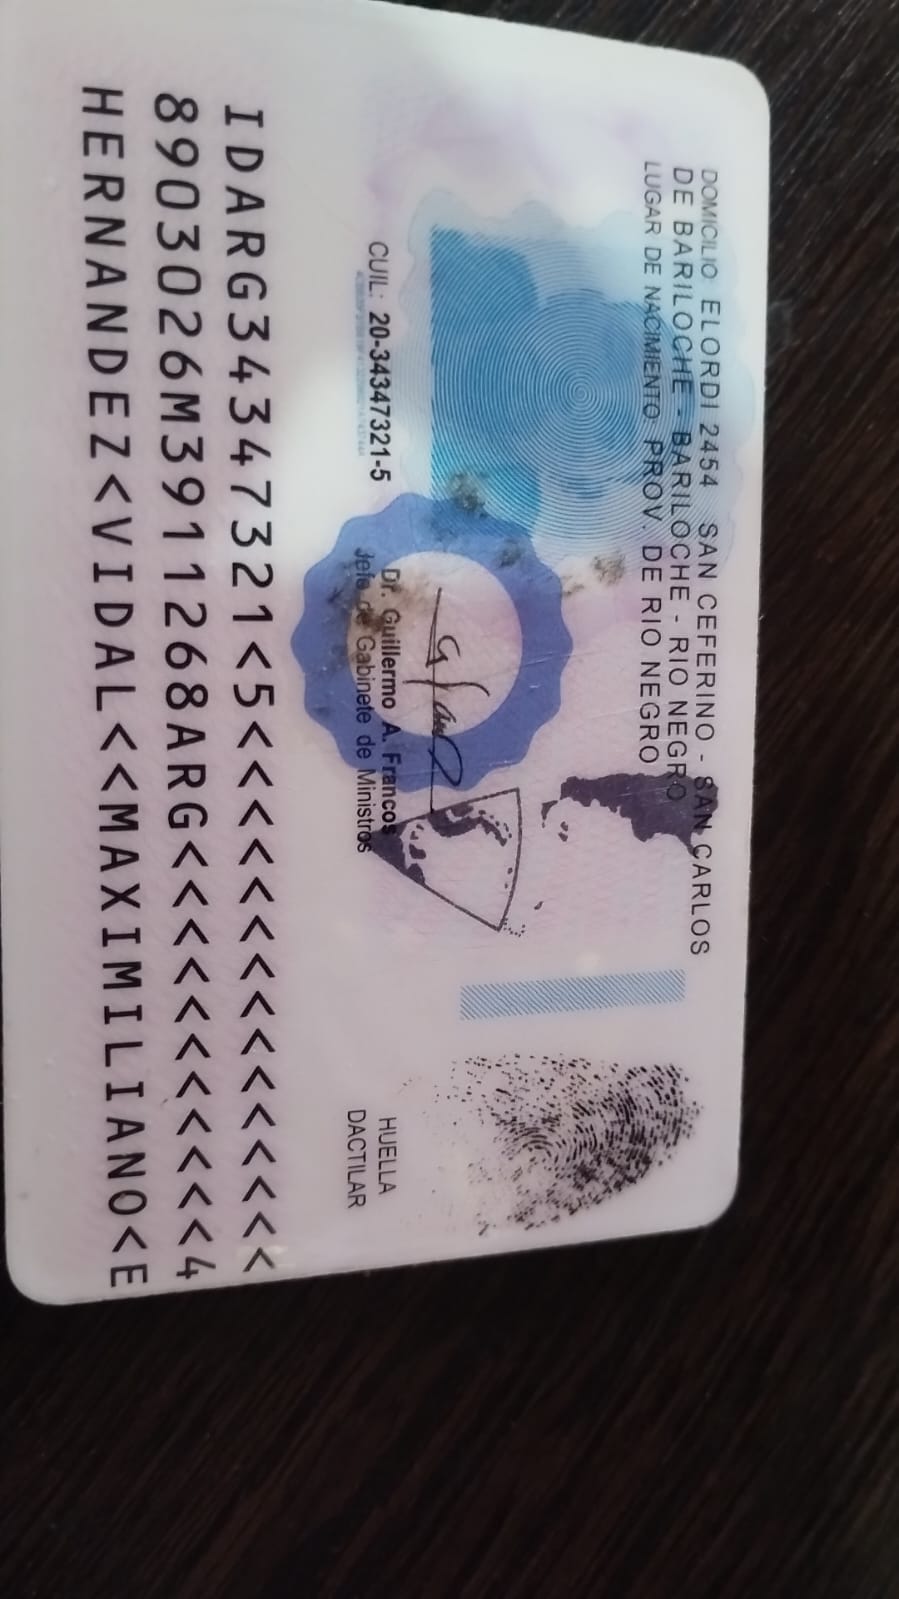 DOMICILIO: ELORDI 2454 SAN CEFERINO - SAN CARLOS
DE BARILOCHE - BARILOCHE - RIO NEGRO
LUGAR DE NACIMIENTO: PROV. DE RIO NEGRO
CUIL: 20-34347321-5
Dr. Guillermo A. Francos
Jefe de Gabinete de Ministros
HUELLA
DACTILAR
IDARG34347321<5<<<<<<<<<<<<<<<
8903026M3911268ARG<<<<<<<<<<<4
HERNANDEZ<VIDAL<<MAXIMILIANO<E